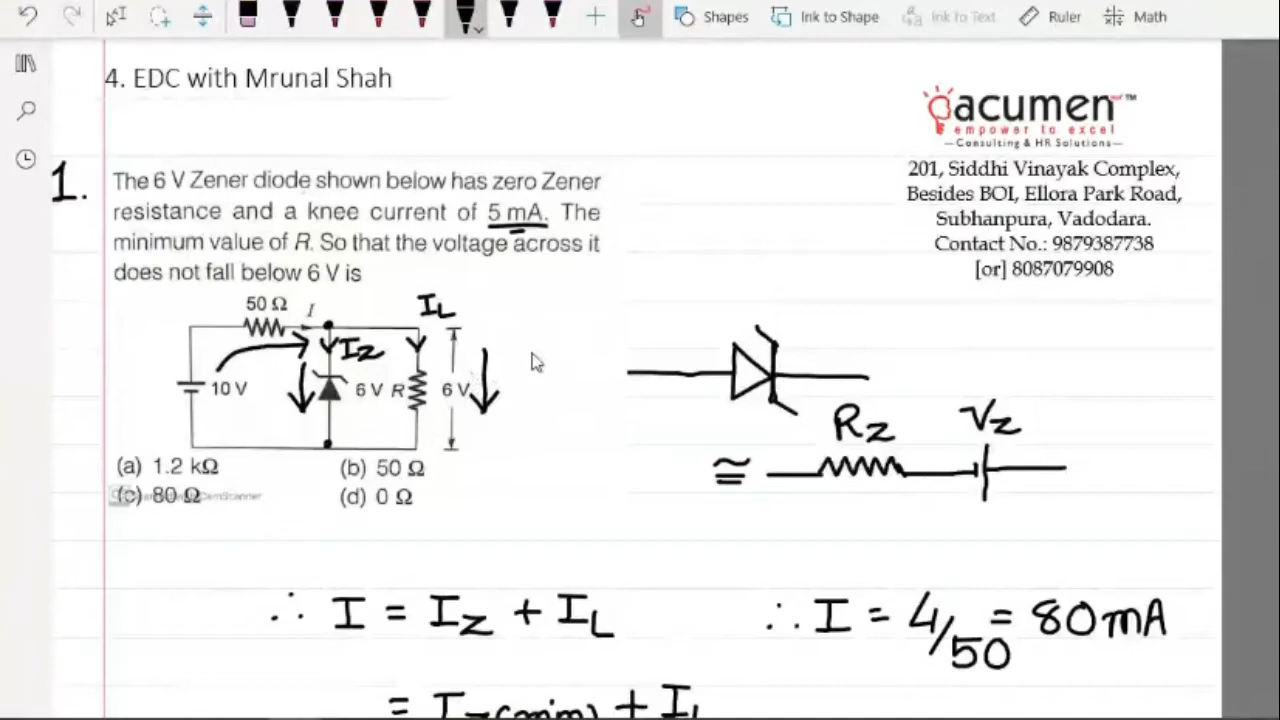 Shapes Ink to Shape Ink to Text Ruler Math
4. EDC with Mrunal Shah
acumen ™
empower to excel
—Consulting & HR Solutions—
201, Siddhi Vinayak Complex,
Besides BOI, Ellora Park Road,
Subhanpura, Vadodara.
Contact No.: 9879387738
[or] 8087079908
1.
The 6 V Zener diode shown below has zero Zener
resistance and a knee current of 5 mA. The
minimum value of R. So that the voltage across it
does not fall below 6 V is
50 Ω I IL
IZ
10 V 6 V R 6 V
(a) 1.2 kΩ (b) 50 Ω
(c) 80 Ω (d) 0 Ω
RZ VZ
≅
∴ I = IZ + IL ∴ I = 4/50 = 80 mA
= IZ(min) + IL